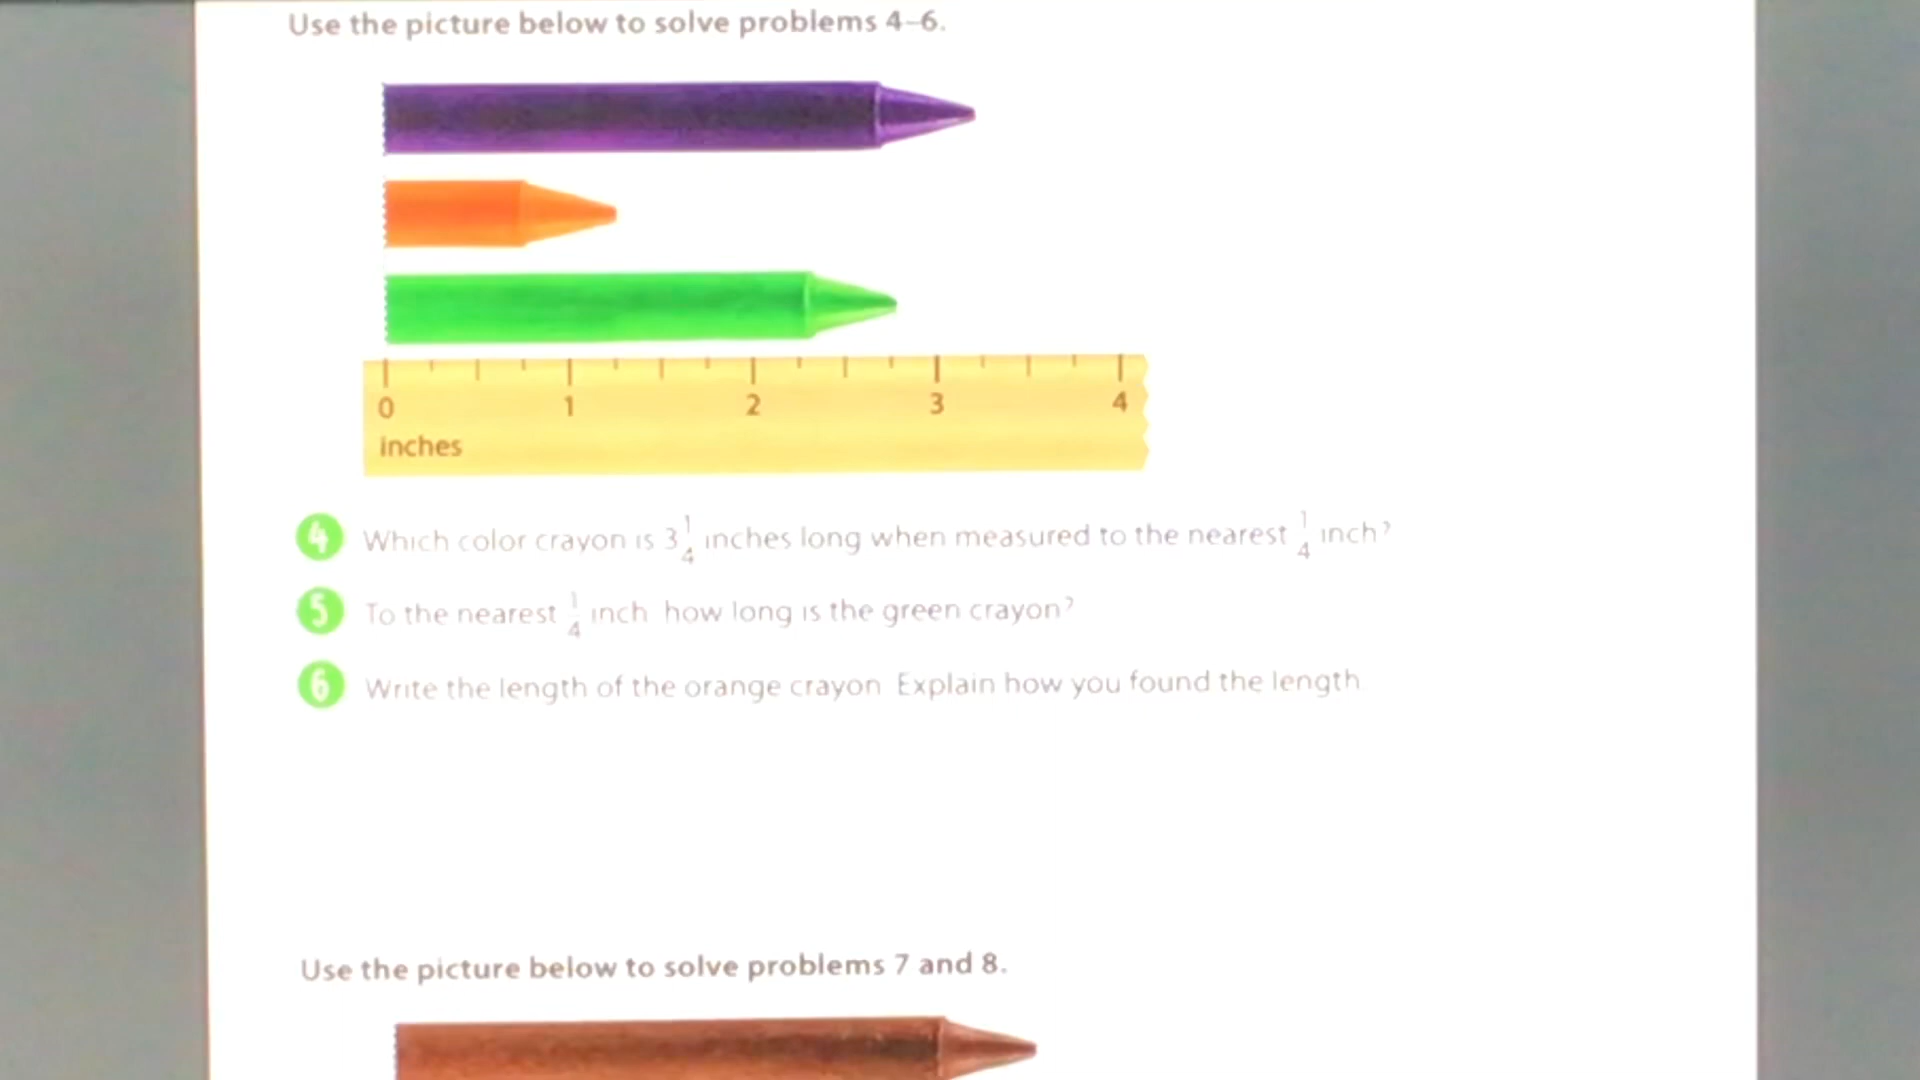 Use the picture below to solve problems 4–6.
0 1 2 3 4
inches
4 Which color crayon is 3 1/4 inches long when measured to the nearest 1/4 inch?
5 To the nearest 1/4 inch how long is the green crayon?
6 Write the length of the orange crayon Explain how you found the length
Use the picture below to solve problems 7 and 8.